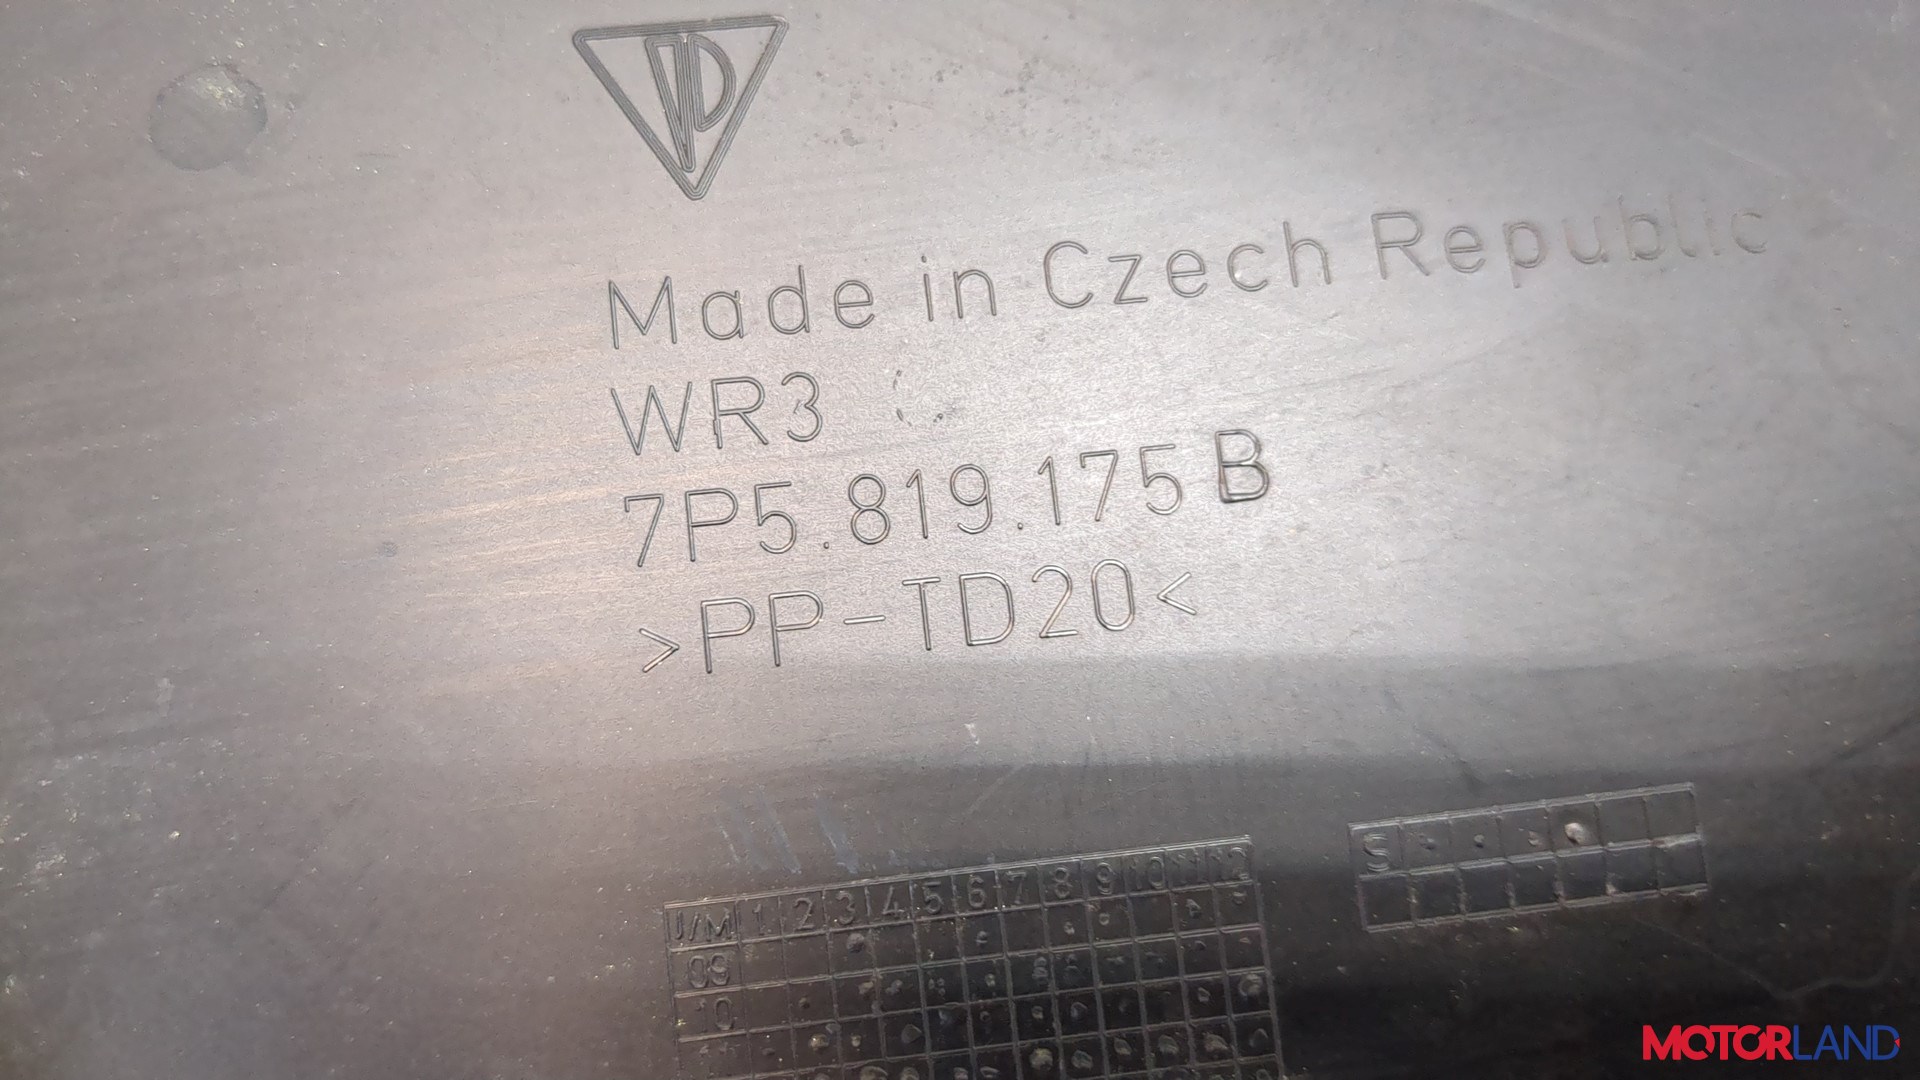 Made in Czech Republic
WR3
7P5.819.175 B
>PP-TD20<
J/M 1 2 3 4 5 6 7 8 9 10 11 12
09
10
11
S
MOTORLAND